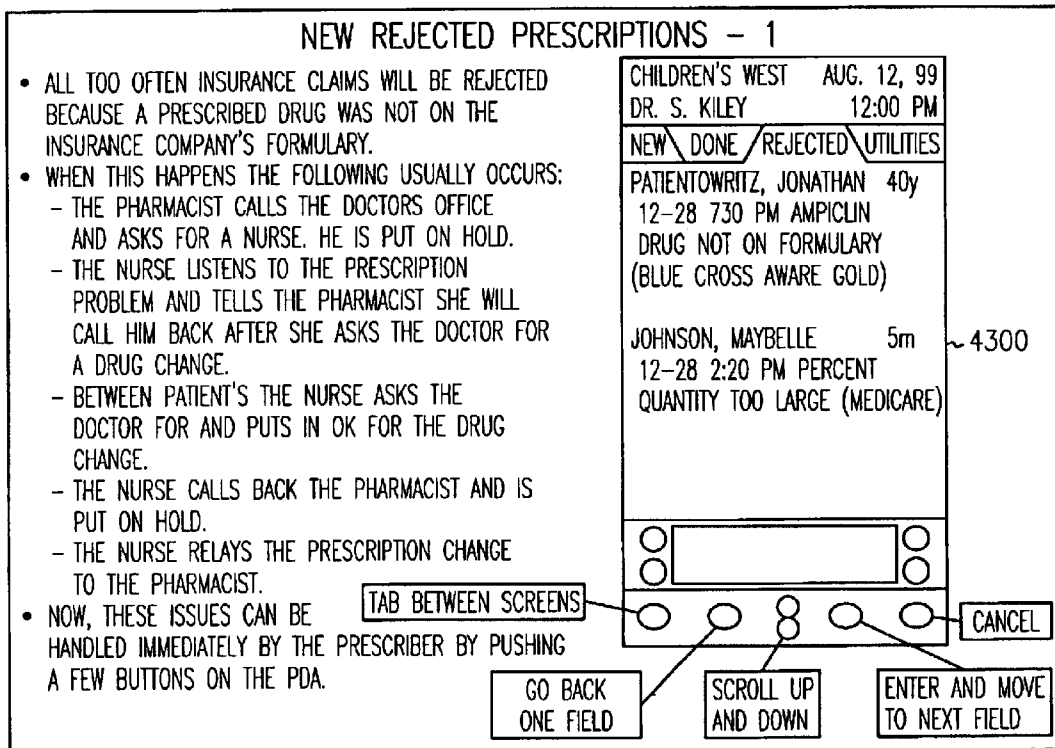 NEW REJECTED PRESCRIPTIONS – 1
• ALL TOO OFTEN INSURANCE CLAIMS WILL BE REJECTED
BECAUSE A PRESCRIBED DRUG WAS NOT ON THE
INSURANCE COMPANY'S FORMULARY.
• WHEN THIS HAPPENS THE FOLLOWING USUALLY OCCURS:
– THE PHARMACIST CALLS THE DOCTORS OFFICE
AND ASKS FOR A NURSE. HE IS PUT ON HOLD.
– THE NURSE LISTENS TO THE PRESCRIPTION
PROBLEM AND TELLS THE PHARMACIST SHE WILL
CALL HIM BACK AFTER SHE ASKS THE DOCTOR FOR
A DRUG CHANGE.
– BETWEEN PATIENT'S THE NURSE ASKS THE
DOCTOR FOR AND PUTS IN OK FOR THE DRUG
CHANGE.
– THE NURSE CALLS BACK THE PHARMACIST AND IS
PUT ON HOLD.
– THE NURSE RELAYS THE PRESCRIPTION CHANGE
TO THE PHARMACIST.
• NOW, THESE ISSUES CAN BE
HANDLED IMMEDIATELY BY THE PRESCRIBER BY PUSHING
A FEW BUTTONS ON THE PDA.
CHILDREN'S WEST AUG. 12, 99
DR. S. KILEY 12:00 PM
NEW DONE REJECTED UTILITIES
PATIENTOWRITZ, JONATHAN 40y
12–28 730 PM AMPICLIN
DRUG NOT ON FORMULARY
(BLUE CROSS AWARE GOLD)
JOHNSON, MAYBELLE 5m
12–28 2:20 PM PERCENT
QUANTITY TOO LARGE (MEDICARE)
4300
TAB BETWEEN SCREENS
CANCEL
GO BACK
ONE FIELD
SCROLL UP
AND DOWN
ENTER AND MOVE
TO NEXT FIELD